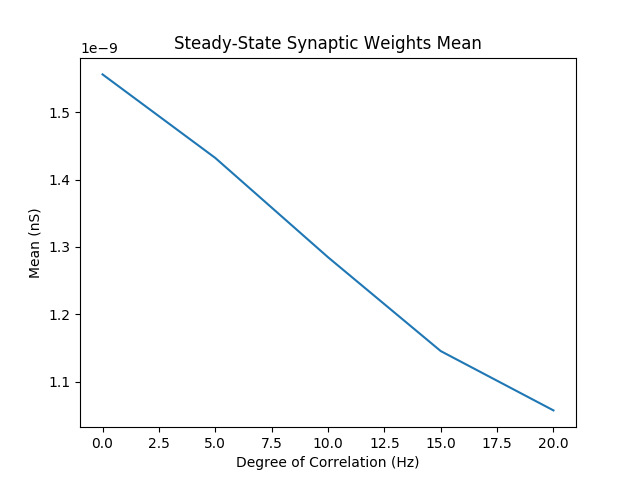 Steady-State Synaptic Weights Mean
1e−9
1.5
1.4
1.3
1.2
1.1
Mean (nS)
0.0 2.5 5.0 7.5 10.0 12.5 15.0 17.5 20.0
Degree of Correlation (Hz)